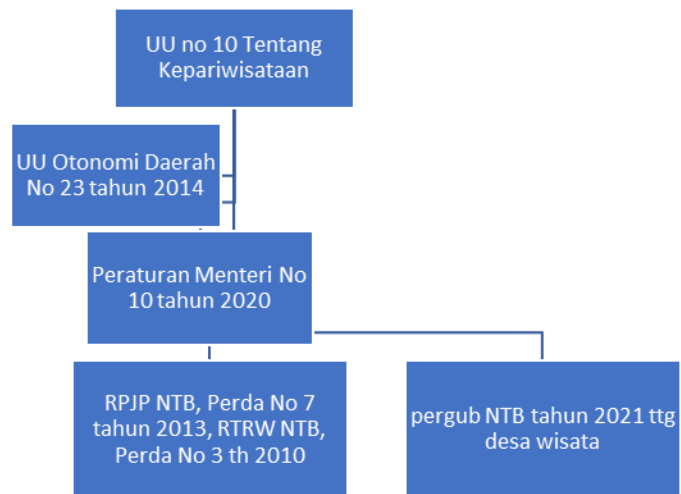 UU no 10 Tentang
Kepariwisataan
UU Otonomi Daerah
No 23 tahun 2014
Peraturan Menteri No
10 tahun 2020
RPJP NTB, Perda No 7
tahun 2013, RTRW NTB,
Perda No 3 th 2010
pergub NTB tahun 2021 ttg
desa wisata